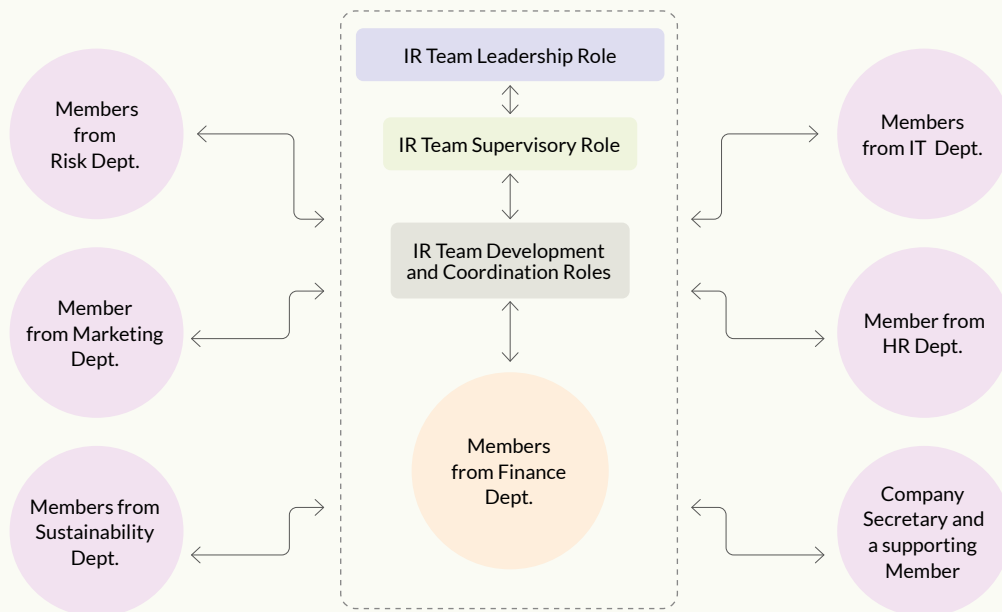 IR Team Leadership Role
IR Team Supervisory Role
IR Team Development
and Coordination Roles
Members
from Finance
Dept.
Members
from
Risk Dept.
Member
from Marketing
Dept.
Members from
Sustainability
Dept.
Members
from IT Dept.
Member from
HR Dept.
Company
Secretary and
a supporting
Member